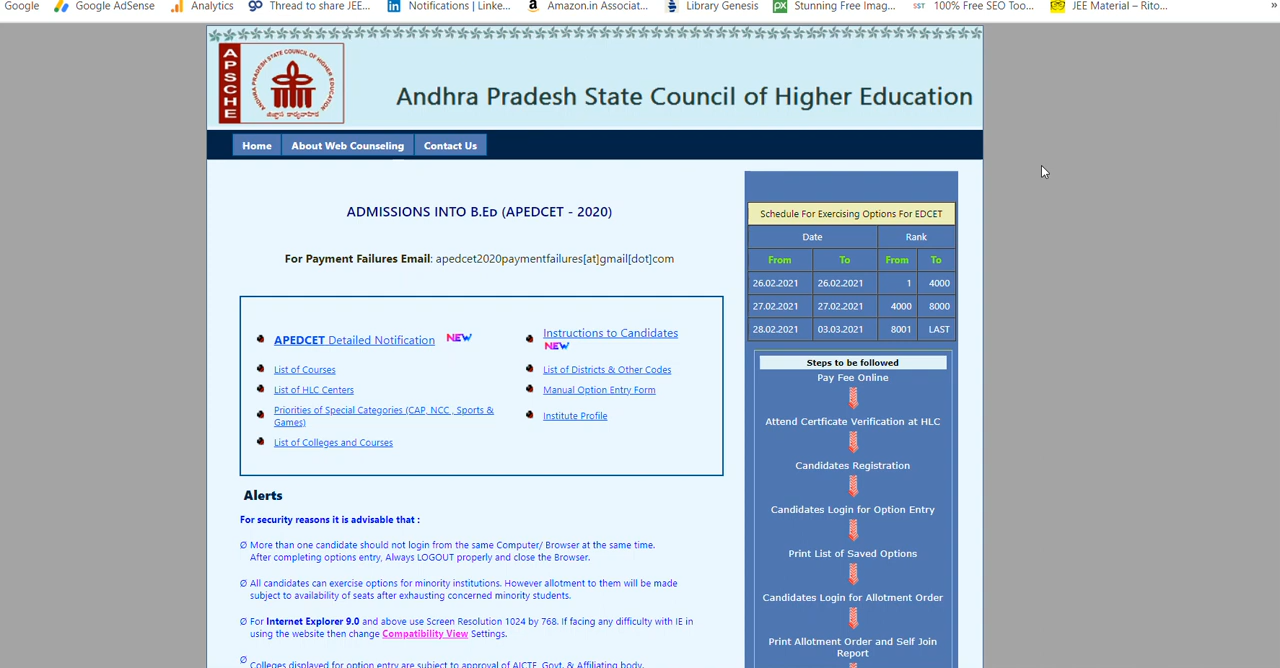 Google
Google AdSense
Analytics
Thread to share JEE...
Notifications | Linke...
Amazon.in Associat...
Library Genesis
Stunning Free Imag...
SST 100% Free SEO Too...
JEE Material – Rito...
»
APSCHE
ANDHRA PRADESH STATE COUNCIL OF HIGHER EDUCATION
Andhra Pradesh State Council of Higher Education
Home
About Web Counseling
Contact Us
ADMISSIONS INTO B.Ed (APEDCET - 2020)
For Payment Failures Email: apedcet2020paymentfailures[at]gmail[dot]com
APEDCET Detailed Notification NEW
List of Courses
List of HLC Centers
Priorities of Special Categories (CAP, NCC , Sports &
Games)
List of Colleges and Courses
Instructions to Candidates
NEW
List of Districts & Other Codes
Manual Option Entry Form
Institute Profile
Alerts
For security reasons it is advisable that :
Ø More than one candidate should not login from the same Computer/ Browser at the same time.
After completing options entry, Always LOGOUT properly and close the Browser.
Ø All candidates can exercise options for minority institutions. However allotment to them will be made
subject to availability of seats after exhausting concerned minority students.
Ø For Internet Explorer 9.0 and above use Screen Resolution 1024 by 768. If facing any difficulty with IE in
using the website then change Compatibility View Settings.
Ø
Colleges displayed for option entry are subject to approval of AICTE, Govt. & Affiliating body.
Schedule For Exercising Options For EDCET
Date Rank
From To From To
26.02.2021 26.02.2021 1 4000
27.02.2021 27.02.2021 4000 8000
28.02.2021 03.03.2021 8001 LAST
Steps to be followed
Pay Fee Online
Attend Certficate Verification at HLC
Candidates Registration
Candidates Login for Option Entry
Print List of Saved Options
Candidates Login for Allotment Order
Print Allotment Order and Self Join
Report